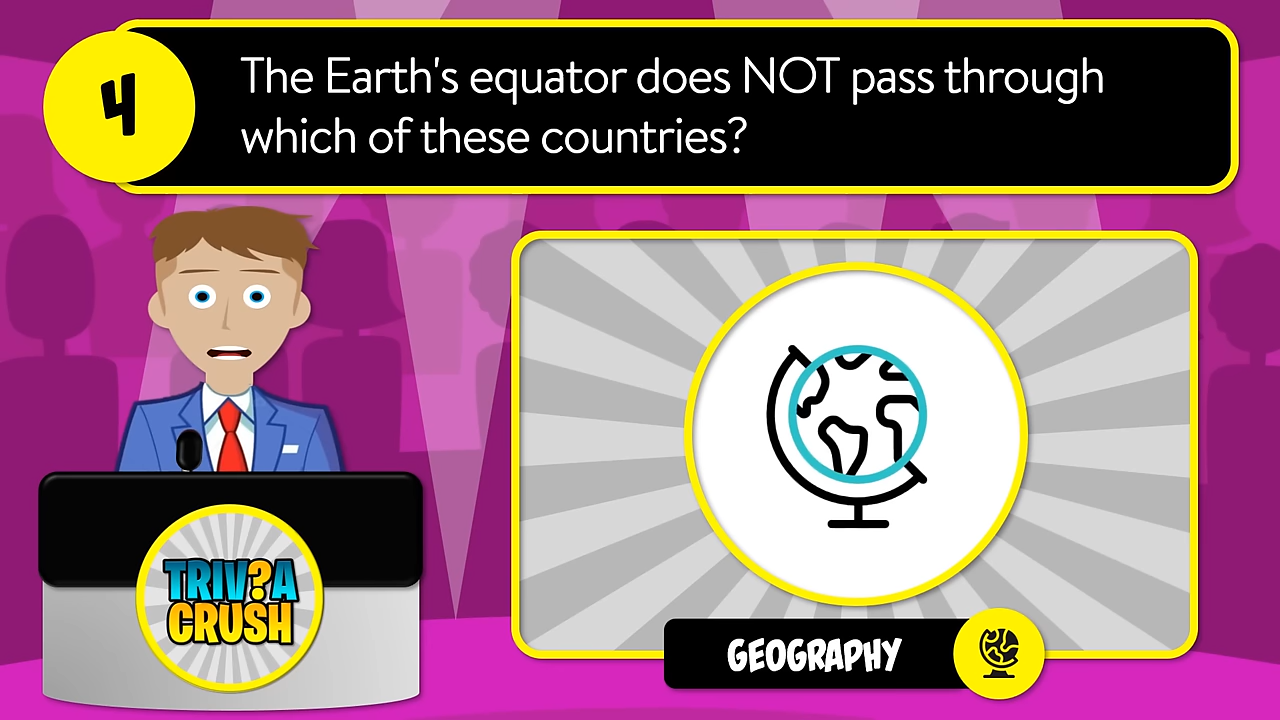 4
The Earth's equator does NOT pass through
which of these countries?
TRIV?A
CRUSH
GEOGRAPHY